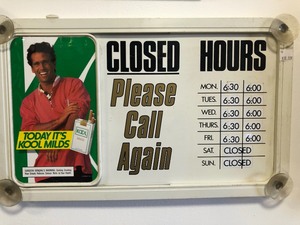 CLOSED
Please
Call
Again
HOURS
MON. 6:30 6:00
TUES. 6:30 6:00
WED. 6:30 6:00
THURS. 6:30 6:00
FRI. 6:30 6:00
SAT. CLOSED
SUN. CLOSED
TODAY IT'S
KOOL MILDS
KOOL